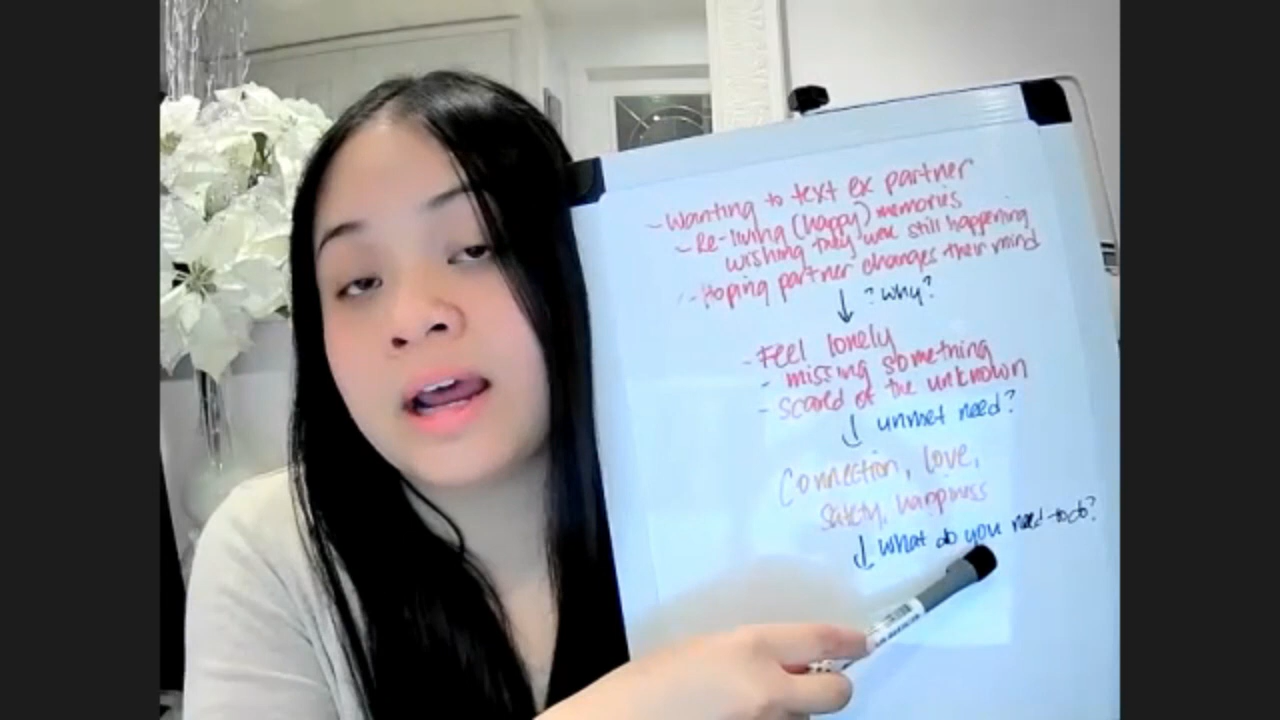 - Wanting to text ex partner
- Re-living (happy) memories
wishing they were still happening
- Hoping partner changes their mind
↓ ? why?
- Feel lonely
- missing something
- scared of the unknown
↓ unmet need?
Connection, love,
safety, happiness
↓ what do you need to do?